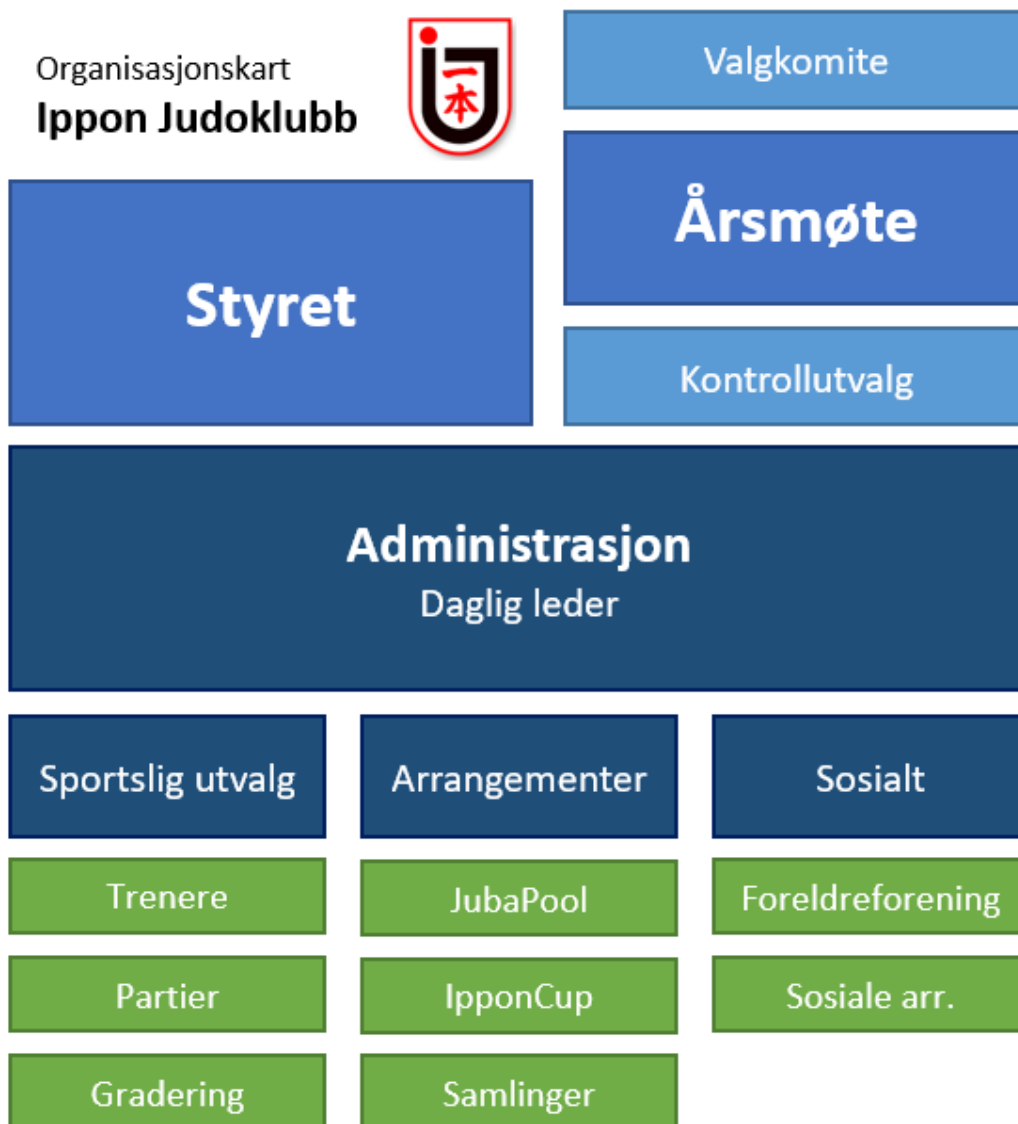 Organisasjonskart
Ippon Judoklubb
一本
Valgkomite
Årsmøte
Kontrollutvalg
Styret
Administrasjon
Daglig leder
Sportslig utvalg
Arrangementer
Sosialt
Trenere
JubaPool
Foreldreforening
Partier
IpponCup
Sosiale arr.
Gradering
Samlinger